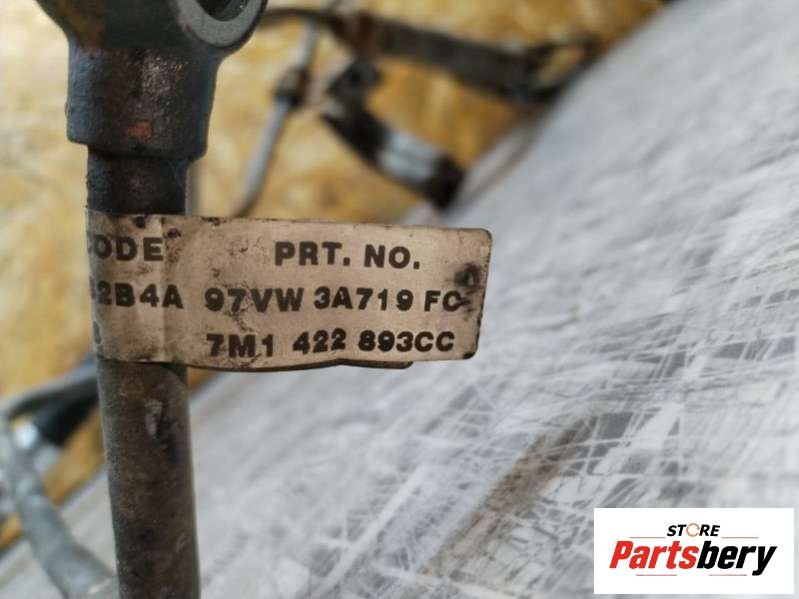 CODE PRT. NO.
2B4A 97VW 3A719 FC
7M1 422 893CC
STORE
Partsbery